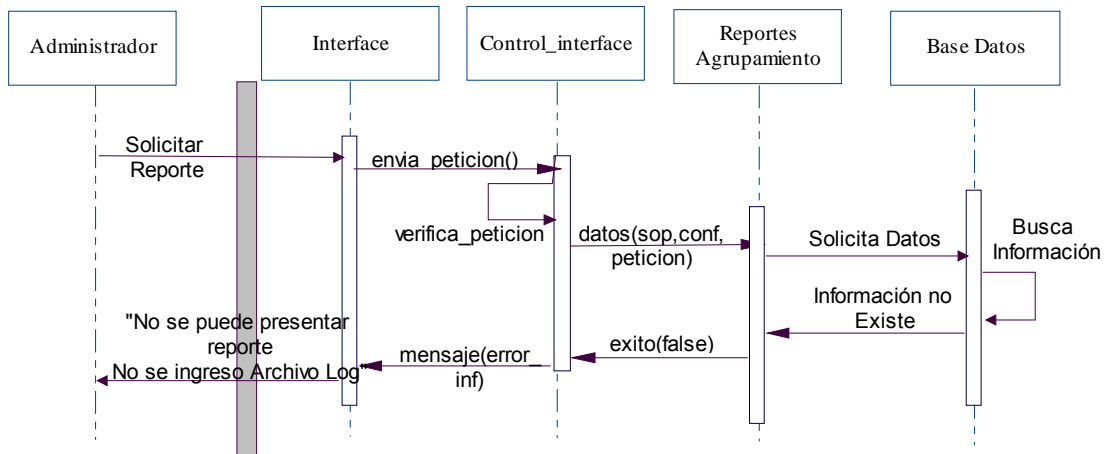 Administrador
Interface
Control_interface
Reportes
Agrupamiento
Base Datos
Solicitar
Reporte
envia_peticion()
verifica_peticion
datos(sop,conf,
peticion)
Solicita Datos
Busca
Información
Información no
Existe
exito(false)
mensaje(error_
inf)
"No se puede presentar
reporte
No se ingreso Archivo Log"